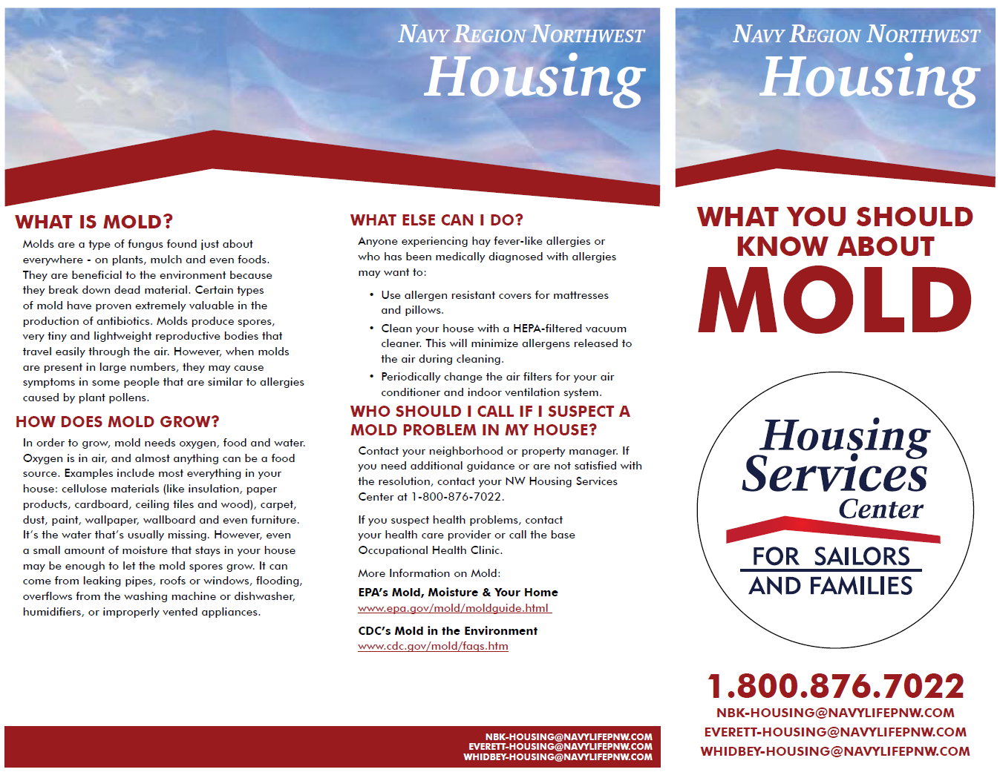 NAVY REGION NORTHWEST
Housing
WHAT IS MOLD?
Molds are a type of fungus found just about
everywhere - on plants, mulch and even foods.
They are beneficial to the environment because
they break down dead material. Certain types
of mold have proven extremely valuable in the
production of antibiotics. Molds produce spores,
very tiny and lightweight reproductive bodies that
travel easily through the air. However, when molds
are present in large numbers, they may cause
symptoms in some people that are similar to allergies
caused by plant pollens.
HOW DOES MOLD GROW?
In order to grow, mold needs oxygen, food and water.
Oxygen is in air, and almost anything can be a food
source. Examples include most everything in your
house: cellulose materials (like insulation, paper
products, cardboard, ceiling tiles and wood), carpet,
dust, paint, wallpaper, wallboard and even furniture.
It's the water that's usually missing. However, even
a small amount of moisture that stays in your house
may be enough to let the mold spores grow. It can
come from leaking pipes, roofs or windows, flooding,
overflows from the washing machine or dishwasher,
humidifiers, or improperly vented appliances.
WHAT ELSE CAN I DO?
Anyone experiencing hay fever-like allergies or
who has been medically diagnosed with allergies
may want to:
• Use allergen resistant covers for mattresses
and pillows.
• Clean your house with a HEPA-filtered vacuum
cleaner. This will minimize allergens released to
the air during cleaning.
• Periodically change the air filters for your air
conditioner and indoor ventilation system.
WHO SHOULD I CALL IF I SUSPECT A
MOLD PROBLEM IN MY HOUSE?
Contact your neighborhood or property manager. If
you need additional guidance or are not satisfied with
the resolution, contact your NW Housing Services
Center at 1-800-876-7022.
If you suspect health problems, contact
your health care provider or call the base
Occupational Health Clinic.
More Information on Mold:
EPA's Mold, Moisture & Your Home
www.epa.gov/mold/moldguide.html
CDC's Mold in the Environment
www.cdc.gov/mold/faqs.htm
NBK-HOUSING@NAVYLIFEPNW.COM
EVERETT-HOUSING@NAVYLIFEPNW.COM
WHIDBEY-HOUSING@NAVYLIFEPNW.COM
NAVY REGION NORTHWEST
Housing
WHAT YOU SHOULD
KNOW ABOUT
MOLD
Housing
Services
Center
FOR SAILORS
AND FAMILIES
1.800.876.7022
NBK-HOUSING@NAVYLIFEPNW.COM
EVERETT-HOUSING@NAVYLIFEPNW.COM
WHIDBEY-HOUSING@NAVYLIFEPNW.COM